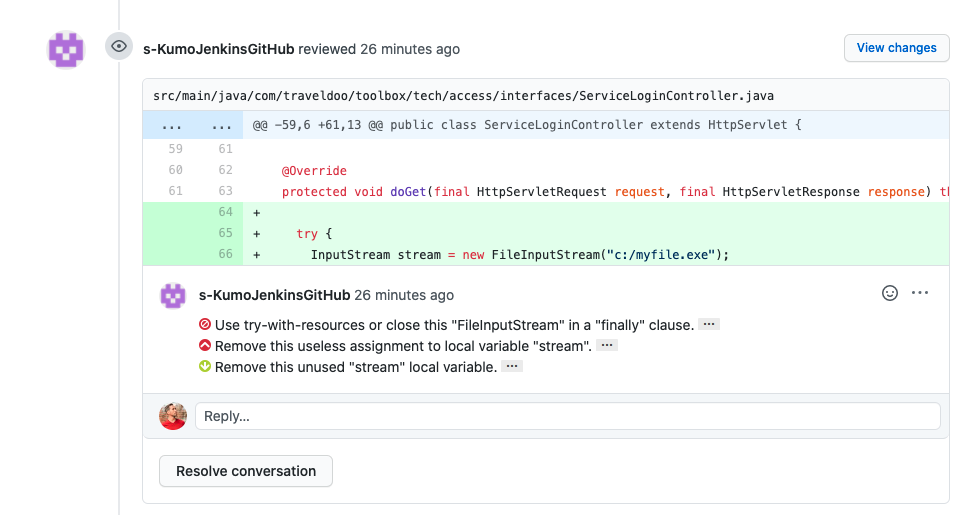 s-KumoJenkinsGitHub reviewed 26 minutes ago
View changes
src/main/java/com/traveldoo/toolbox/tech/access/interfaces/ServiceLoginController.java
... ... @@ -59,6 +61,13 @@ public class ServiceLoginController extends HttpServlet {
59 61
60 62 @Override
61 63 protected void doGet(final HttpServletRequest request, final HttpServletResponse response) th
64 +
65 + try {
66 + InputStream stream = new FileInputStream("c:/myfile.exe");
s-KumoJenkinsGitHub 26 minutes ago
Use try-with-resources or close this "FileInputStream" in a "finally" clause. ...
Remove this useless assignment to local variable "stream". ...
Remove this unused "stream" local variable. ...
Reply...
Resolve conversation